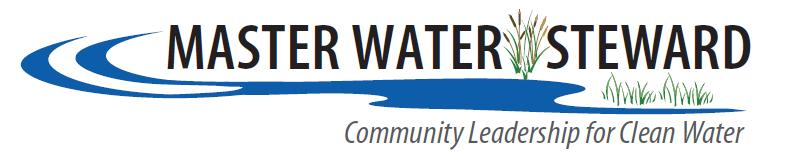 MASTER WATER STEWARD
Community Leadership for Clean Water